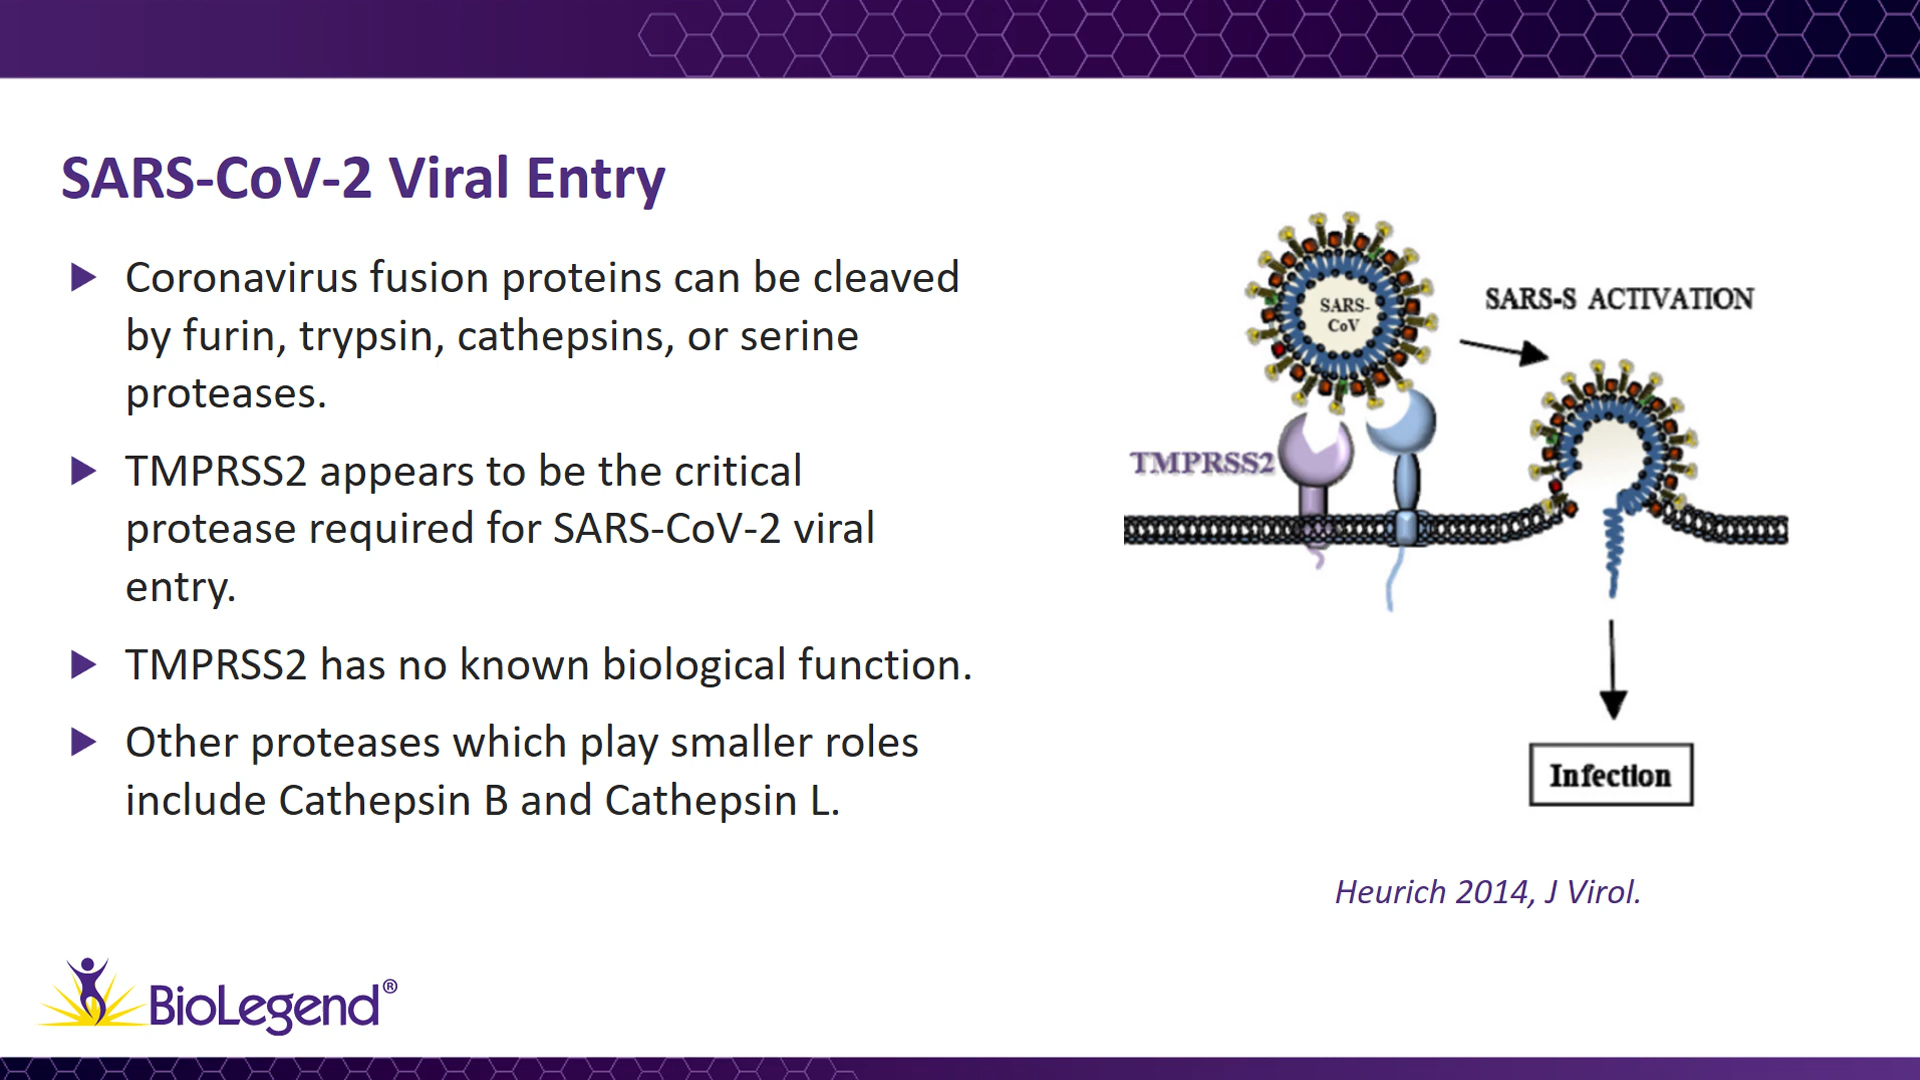 SARS-CoV-2 Viral Entry
Coronavirus fusion proteins can be cleaved
by furin, trypsin, cathepsins, or serine
proteases.
TMPRSS2 appears to be the critical
protease required for SARS-CoV-2 viral
entry.
TMPRSS2 has no known biological function.
Other proteases which play smaller roles
include Cathepsin B and Cathepsin L.
SARS-
CoV
SARS-S ACTIVATION
TMPRSS2
Infection
Heurich 2014, J Virol.
BioLegend®